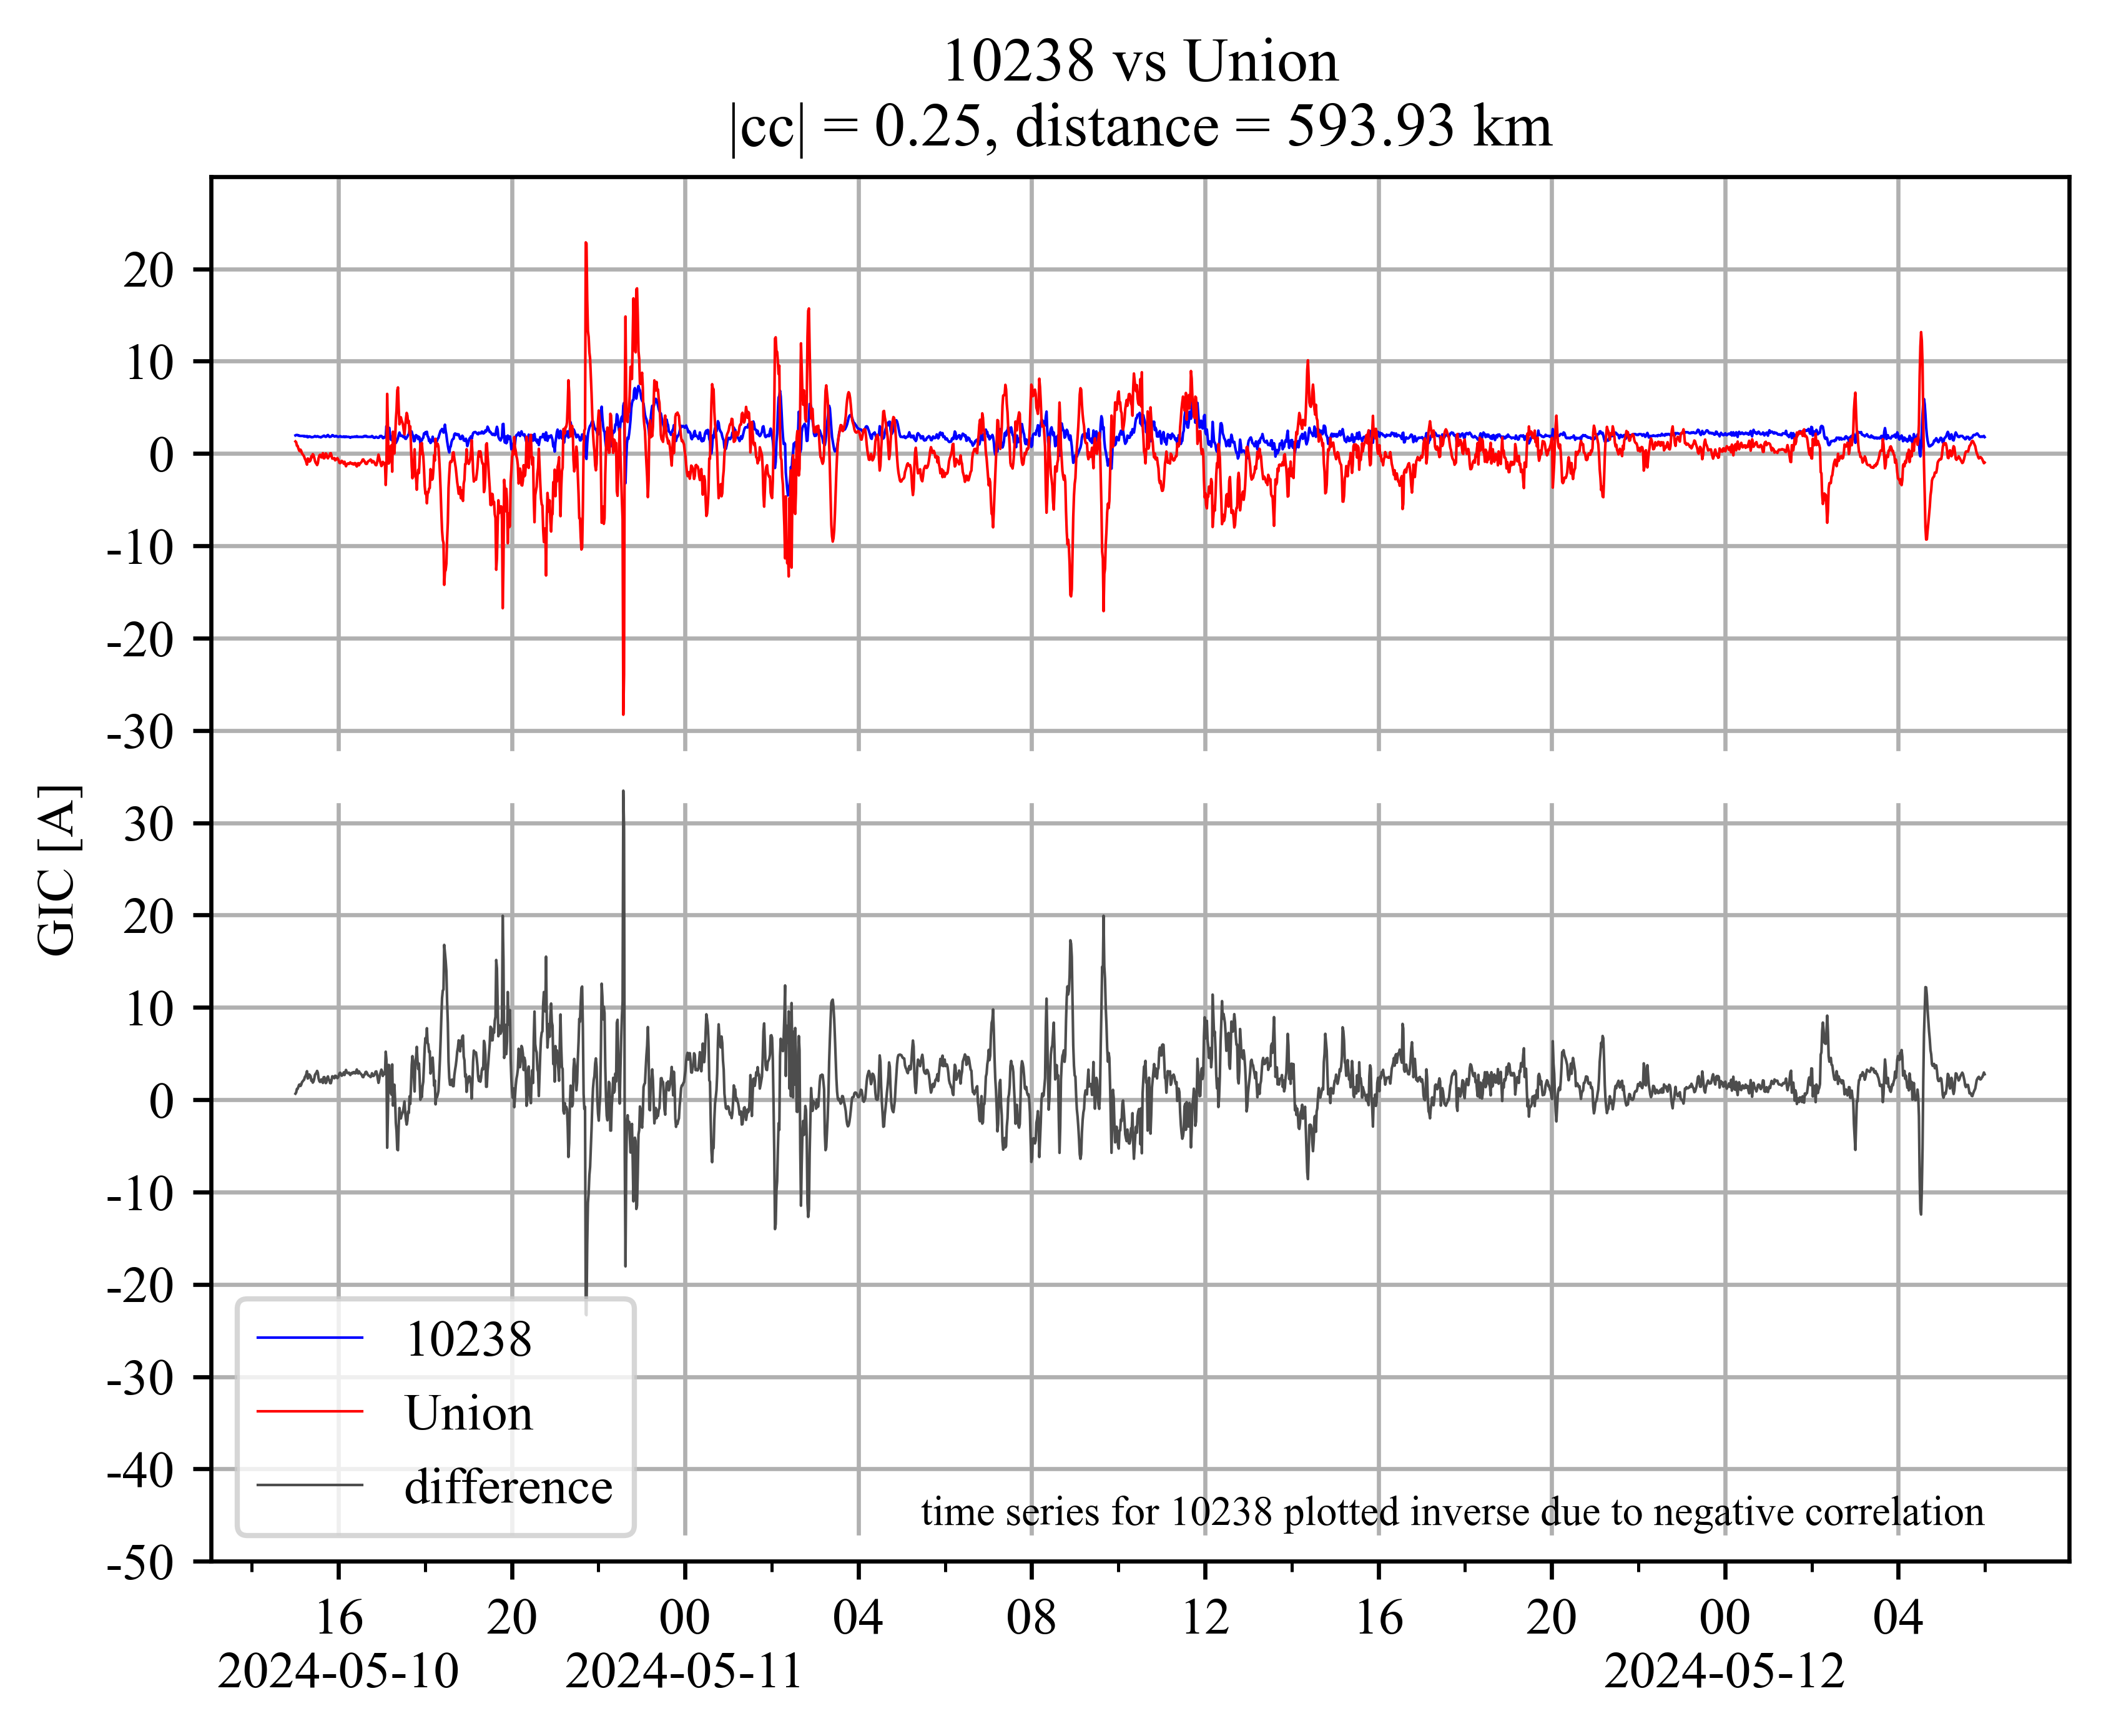 10238 vs Union
|cc| = 0.25, distance = 593.93 km
20
10
0
-10
-20
-30
30
20
10
0
-10
-20
-30
-40
-50
GIC [A]
10238
Union
difference
time series for 10238 plotted inverse due to negative correlation
16 20 00 04 08 12 16 20 00 04
2024-05-10 2024-05-11 2024-05-12